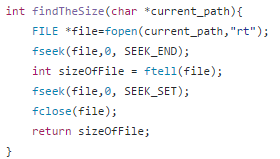 int findTheSize(char *current_path){
FILE *file=fopen(current_path,"rt");
fseek(file,0, SEEK_END);
int sizeOfFile = ftell(file);
fseek(file,0, SEEK_SET);
fclose(file);
return sizeOfFile;
}